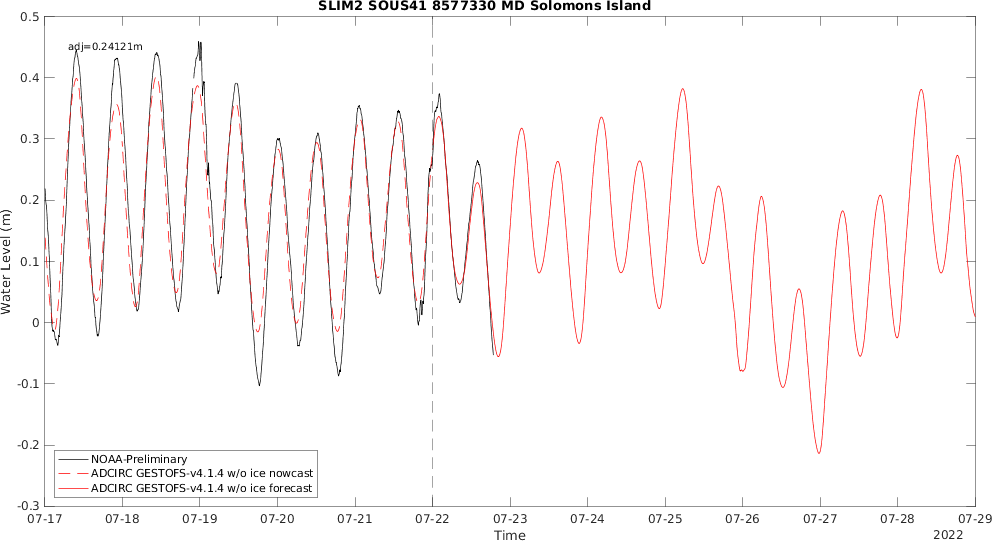 SLIM2 SOUS41 8577330 MD Solomons Island
adj=0.24121m
0.5
0.4
0.3
0.2
0.1
0
-0.1
-0.2
-0.3
Water Level (m)
NOAA-Preliminary
ADCIRC GESTOFS-v4.1.4 w/o ice nowcast
ADCIRC GESTOFS-v4.1.4 w/o ice forecast
07-17 07-18 07-19 07-20 07-21 07-22 07-23 07-24 07-25 07-26 07-27 07-28 07-29
Time
2022